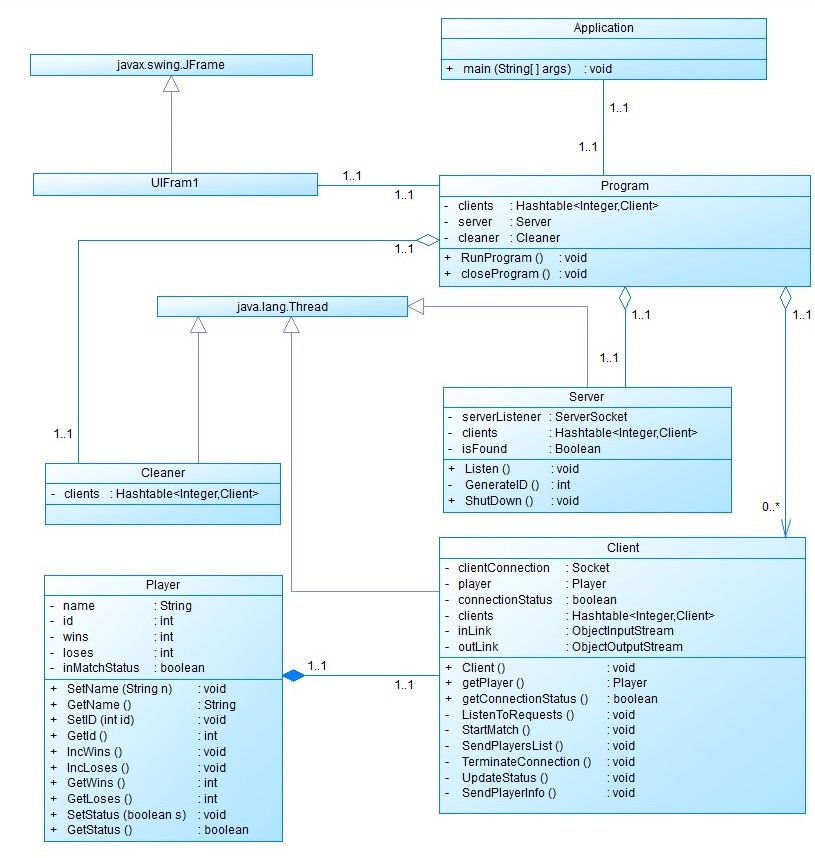 Application
+ main (String[ ] args) : void
javax.swing.JFrame
1..1
1..1
UIFram1
1..1
1..1
Program
- clients : Hashtable<Integer,Client>
- server : Server
- cleaner : Cleaner
+ RunProgram () : void
+ closeProgram () : void
1..1
java.lang.Thread
1..1
1..1
1..1
Server
- serverListener : ServerSocket
- clients : Hashtable<Integer,Client>
- isFound : Boolean
+ Listen () : void
- GenerateID () : int
+ ShutDown () : void
1..1
Cleaner
- clients : Hashtable<Integer,Client>
0..*
Client
- clientConnection : Socket
- player : Player
- connectionStatus : boolean
- clients : Hashtable<Integer,Client>
- inLink : ObjectInputStream
- outLink : ObjectOutputStream
+ Client () : void
+ getPlayer () : Player
+ getConnectionStatus () : boolean
- ListenToRequests () : void
- StartMatch () : void
- SendPlayersList () : void
- TerminateConnection () : void
- UpdateStatus () : void
- SendPlayerInfo () : void
Player
- name : String
- id : int
- wins : int
- loses : int
- inMatchStatus : boolean
+ SetName (String n) : void
+ GetName () : String
+ SetID (int id) : void
+ GetId () : int
+ IncWins () : void
+ IncLoses () : void
+ GetWins () : int
+ GetLoses () : int
+ SetStatus (boolean s) : void
+ GetStatus () : boolean
1..1
1..1